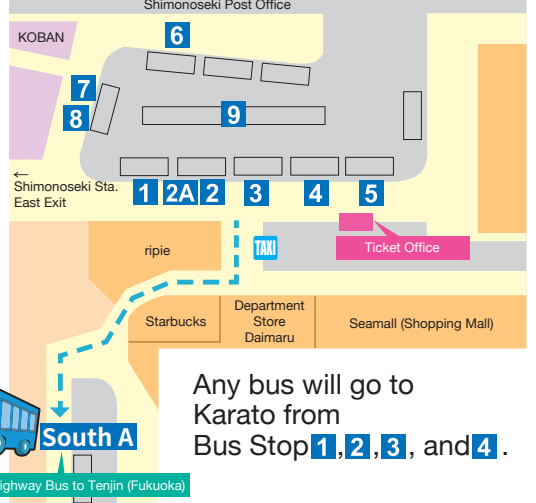 Shimonoseki Post Office
KOBAN
6
7
8
9
←
Shimonoseki Sta.
East Exit
1 2A 2 3 4 5
ripie
TAXI
Ticket Office
Starbucks
Department
Store
Daimaru
Seamall (Shopping Mall)
Any bus will go to
Karato from
Bus Stop 1, 2, 3, and 4.
South A
ighway Bus to Tenjin (Fukuoka)